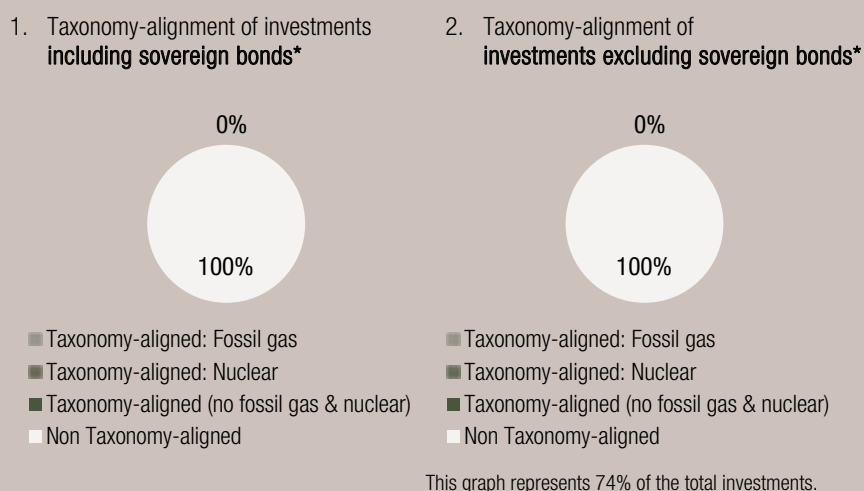 1. Taxonomy-alignment of investments
including sovereign bonds*
0%
100%
Taxonomy-aligned: Fossil gas
Taxonomy-aligned: Nuclear
Taxonomy-aligned (no fossil gas & nuclear)
Non Taxonomy-aligned
2. Taxonomy-alignment of
investments excluding sovereign bonds*
0%
100%
Taxonomy-aligned: Fossil gas
Taxonomy-aligned: Nuclear
Taxonomy-aligned (no fossil gas & nuclear)
Non Taxonomy-aligned
This graph represents 74% of the total investments.